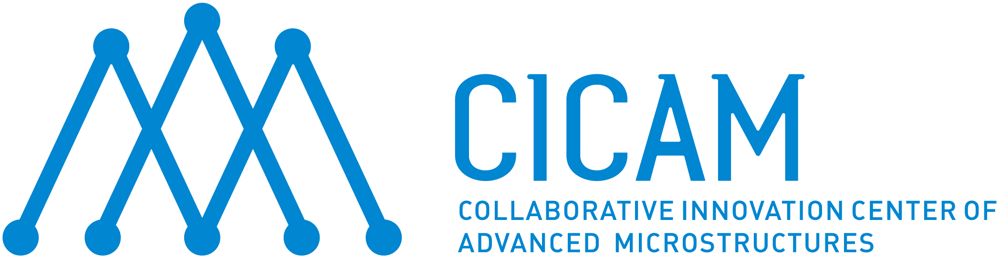 CICAM
COLLABORATIVE INNOVATION CENTER OF
ADVANCED MICROSTRUCTURES